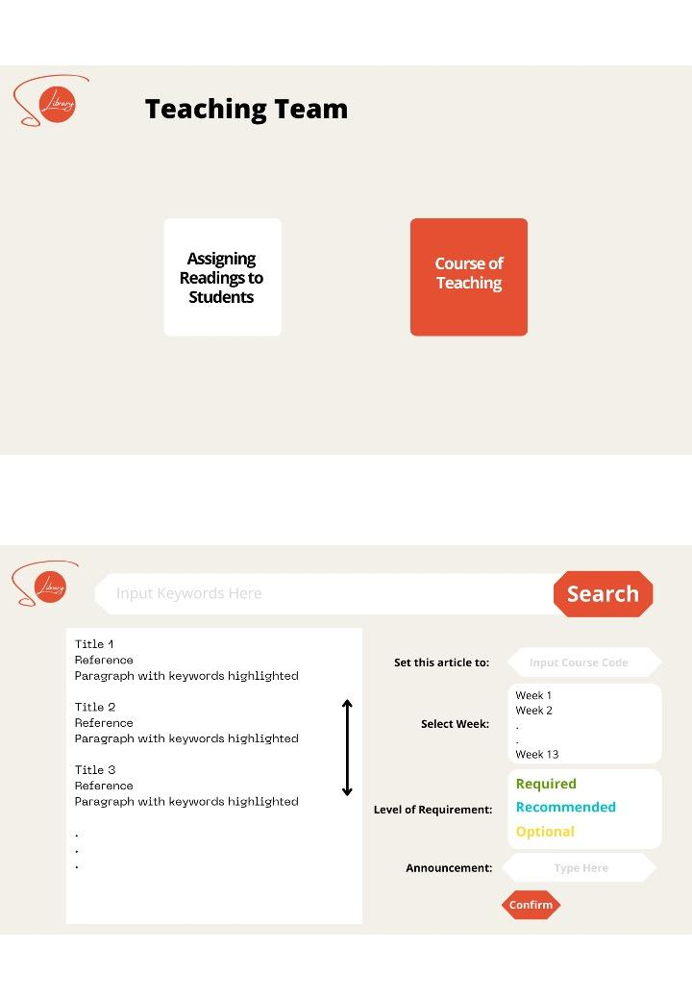 Library
Teaching Team
Assigning
Readings to
Students
Course of
Teaching
Library
Input Keywords Here
Search
Title 1
Reference
Paragraph with keywords highlighted
Title 2
Reference
Paragraph with keywords highlighted
Title 3
Reference
Paragraph with keywords highlighted
.
.
.
Set this article to:
Input Course Code
Select Week:
Week 1
Week 2
.
.
Week 13
Level of Requirement:
Required
Recommended
Optional
Announcement:
Type Here
Confirm